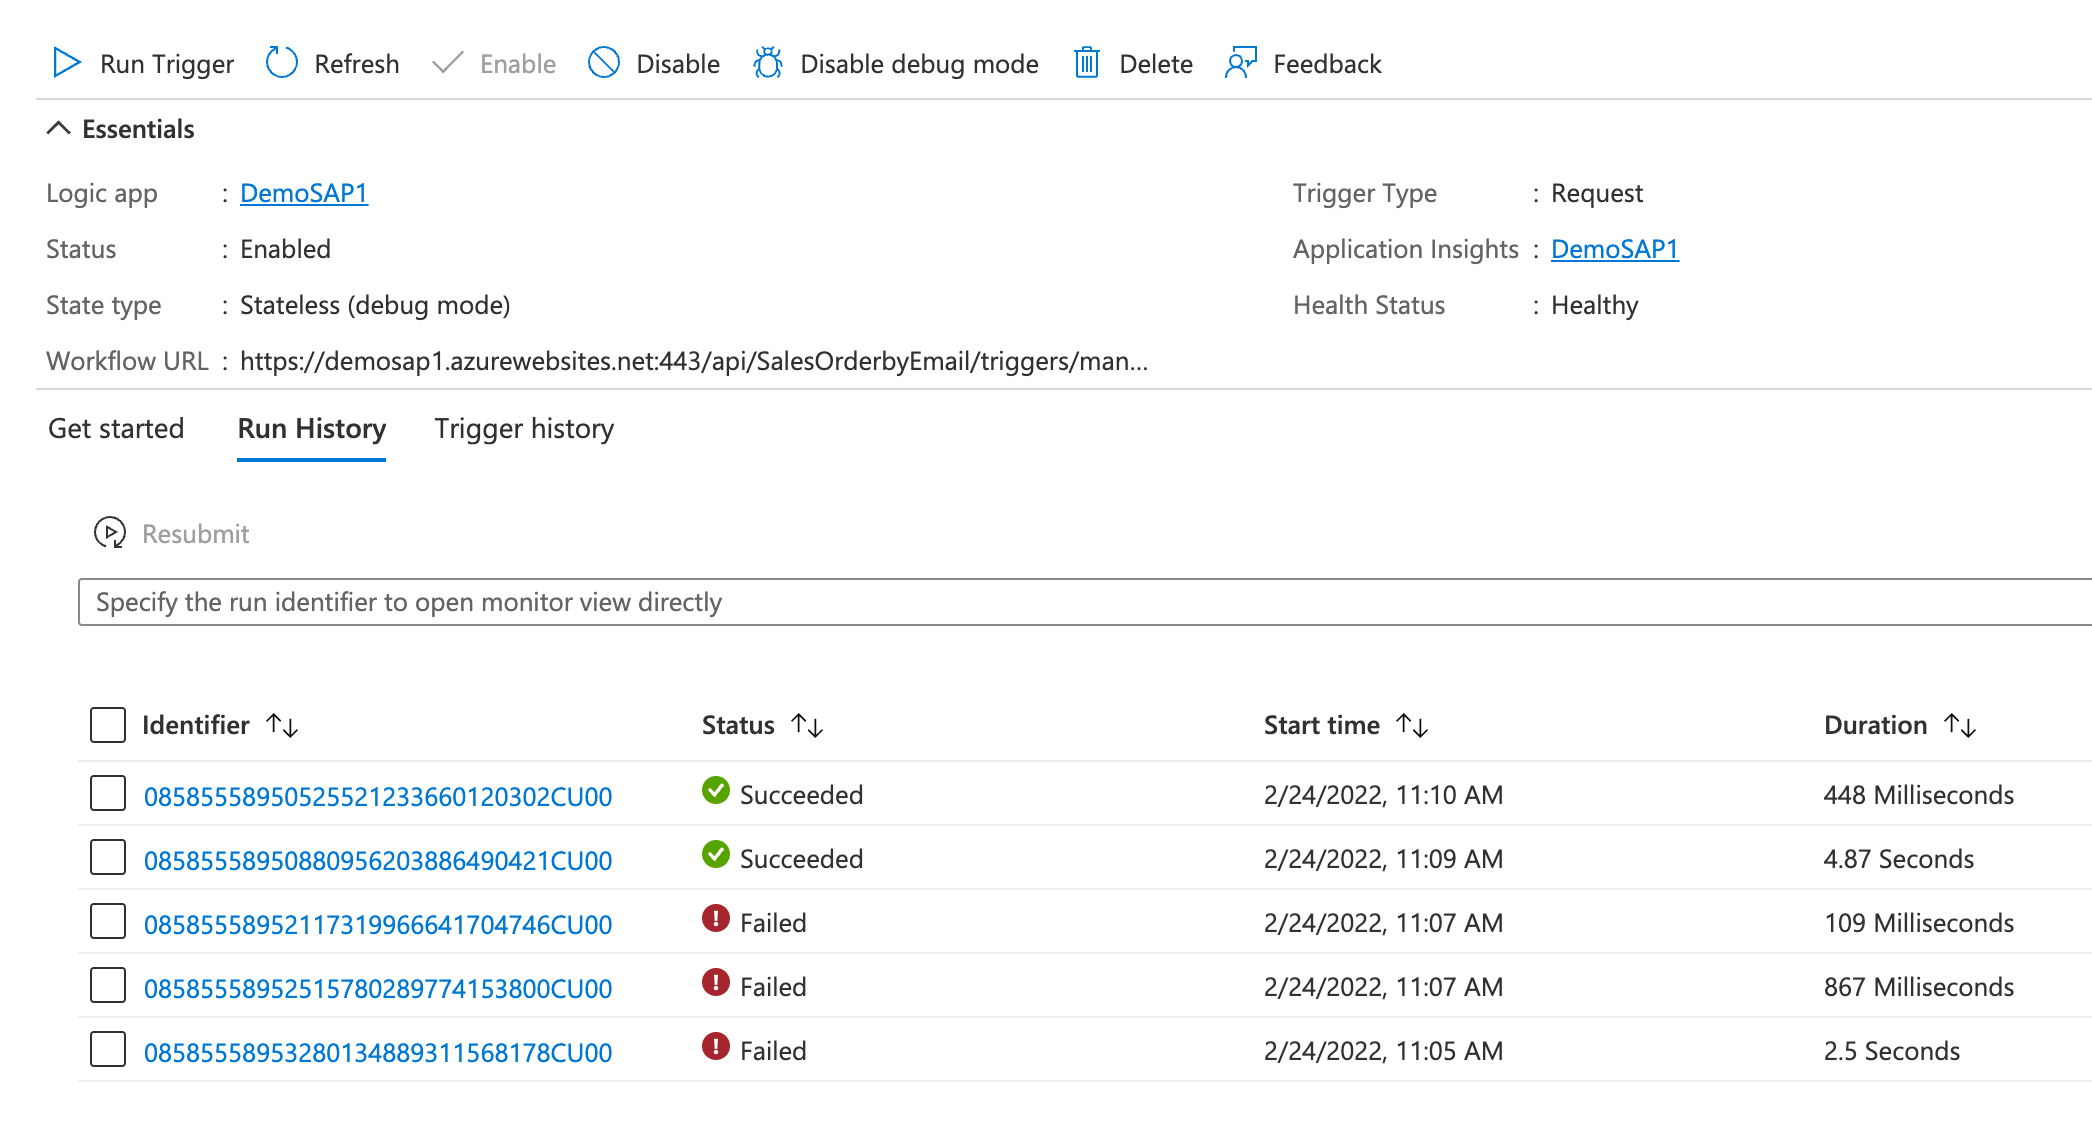 Run Trigger Refresh Enable Disable Disable debug mode Delete Feedback
Essentials
Logic app : DemoSAP1 Trigger Type : Request
Status : Enabled Application Insights : DemoSAP1
State type : Stateless (debug mode) Health Status : Healthy
Workflow URL : https://demosap1.azurewebsites.net:443/api/SalesOrderbyEmail/triggers/man...
Get started Run History Trigger history
Resubmit
Specify the run identifier to open monitor view directly
Identifier ↑↓ Status ↑↓ Start time ↑↓ Duration ↑↓
08585558950525521233660120302CU00 Succeeded 2/24/2022, 11:10 AM 448 Milliseconds
08585558950880956203886490421CU00 Succeeded 2/24/2022, 11:09 AM 4.87 Seconds
08585558952117319966641704746CU00 Failed 2/24/2022, 11:07 AM 109 Milliseconds
08585558952515780289774153800CU00 Failed 2/24/2022, 11:07 AM 867 Milliseconds
08585558953280134889311568178CU00 Failed 2/24/2022, 11:05 AM 2.5 Seconds